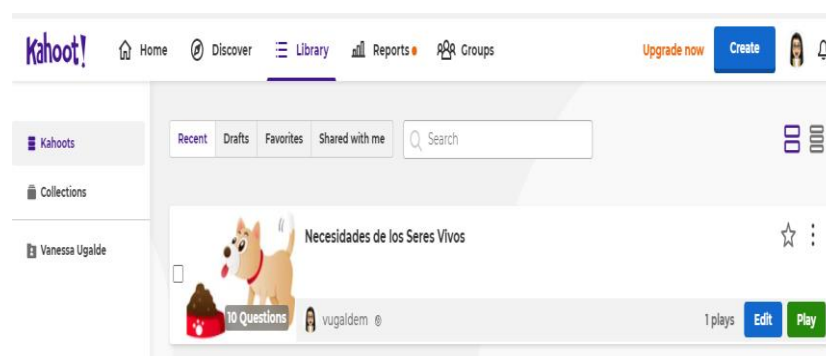 Kahoot! Home Discover Library Reports Groups Upgrade now Create
Kahoots
Recent Drafts Favorites Shared with me Search
Collections
Vanessa Ugalde
Necesidades de los Seres Vivos
10 Questions
vugaldem
1 plays Edit Play